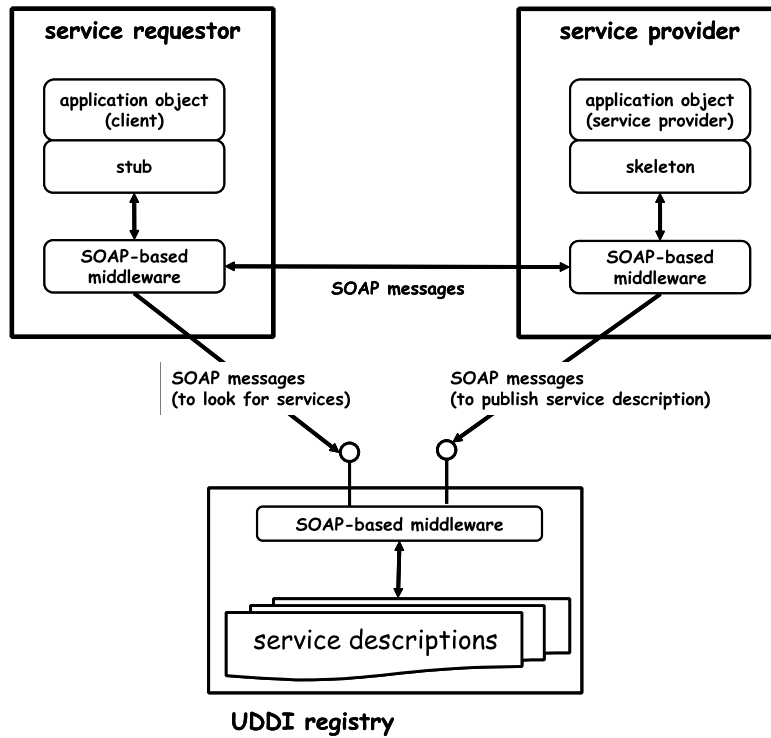 service requestor
application object
(client)
stub
SOAP-based
middleware
service provider
application object
(service provider)
skeleton
SOAP-based
middleware
SOAP messages
SOAP messages
(to look for services)
SOAP messages
(to publish service description)
SOAP-based middleware
service descriptions
UDDI registry